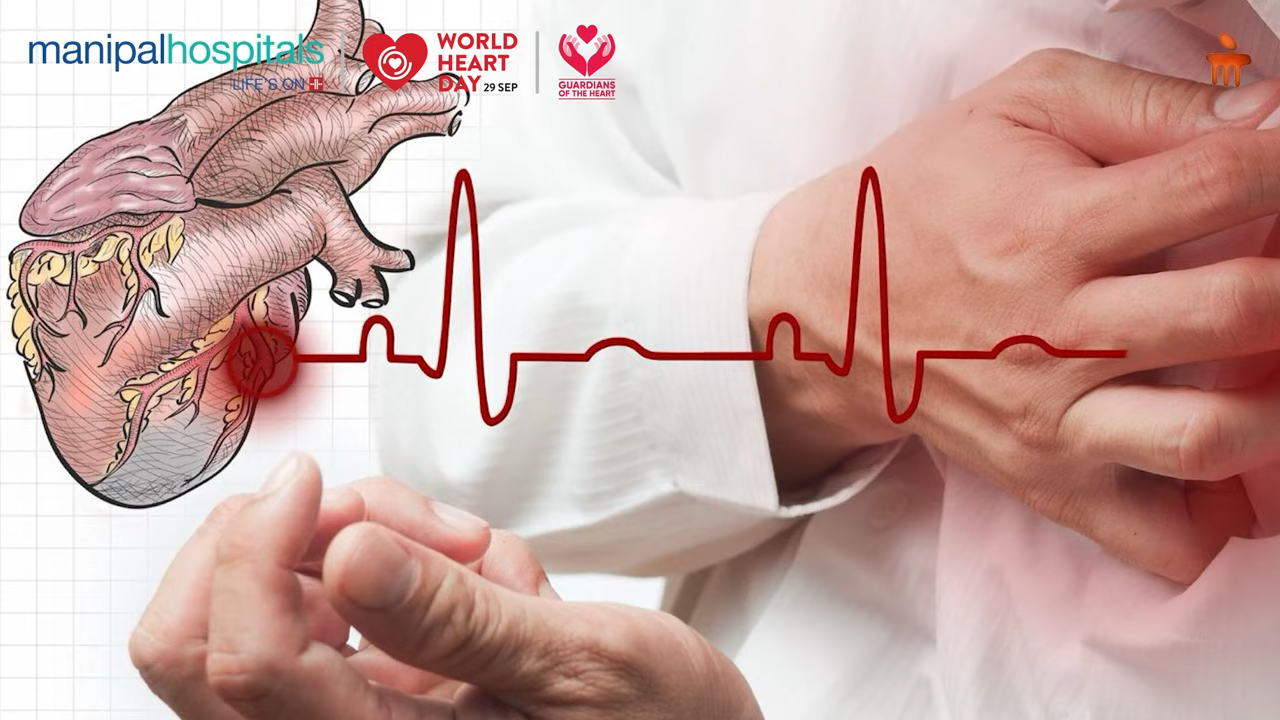 manipalhospitals
LIFE'S ON
WORLD
HEART
DAY 29 SEP
GUARDIANS
OF THE HEART